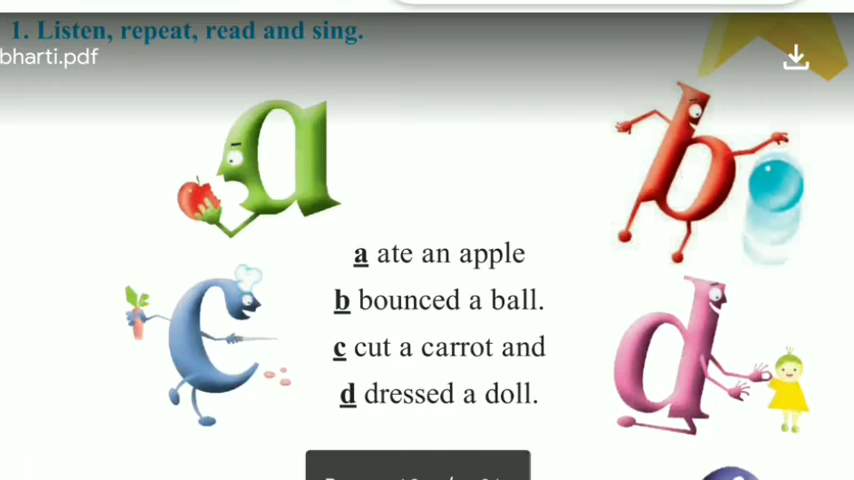 1. Listen, repeat, read and sing.
bharti.pdf
a ate an apple
b bounced a ball.
c cut a carrot and
d dressed a doll.